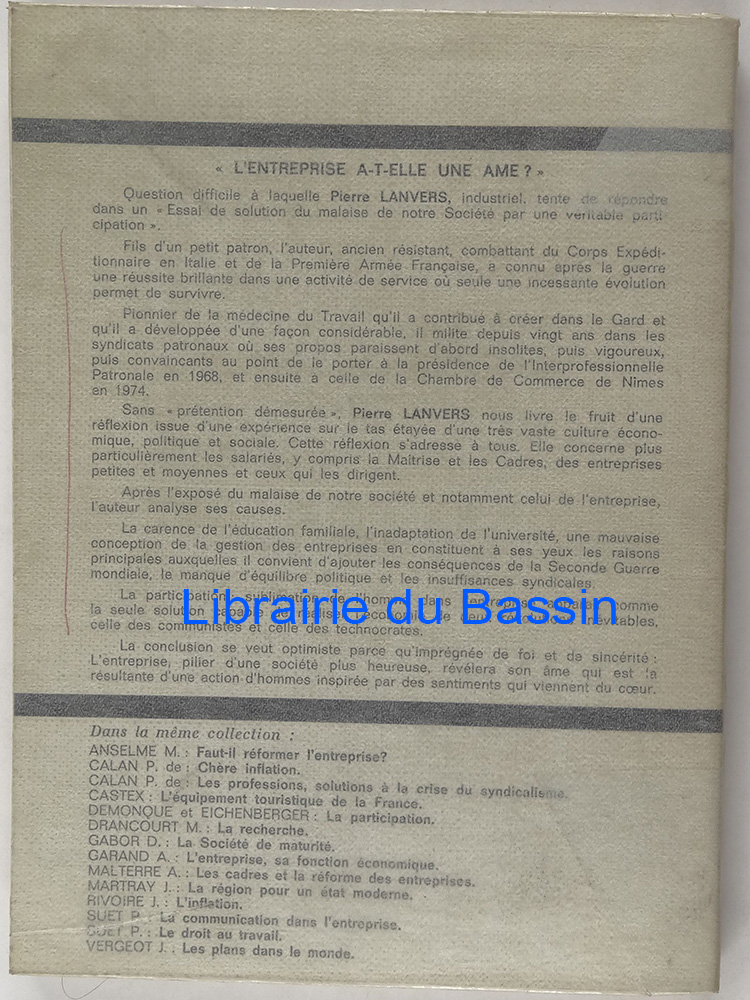 « L'ENTREPRISE A-T-ELLE UNE AME ? »
Question difficile à laquelle Pierre LANVERS, industriel, tente de répondre
dans un « Essai de solution du malaise de notre Société par une véritable parti
cipation ».
Fils d'un petit patron, l'auteur, ancien résistant, combattant du Corps Expédi-
tionnaire en Italie et de la Première Armée Française, a connu après la guerre
une réussite brillante dans une activité de service où seule une incessante évolution
permet de survivre.
Pionnier de la médecine du Travail qu'il a contribué à créer dans le Gard et
qu'il a développée d'une façon considérable, il milite depuis vingt ans dans les
syndicats patronaux où ses propos paraissent d'abord insolites, puis vigoureux,
puis convaincants au point de le porter à la présidence de l'Interprofessionnelle
Patronale en 1968, et ensuite à celle de la Chambre de Commerce de Nîmes
en 1974.
Sans « prétention démesurée », Pierre LANVERS nous livre le fruit d'une
réflexion issue d'une expérience sur le tas étayée d'une très vaste culture écono-
mique, politique et sociale. Cette réflexion s'adresse à tous. Elle concerne plus
particulièrement les salariés, y compris la Maîtrise et les Cadres, des entreprises
petites et moyennes et ceux qui les dirigent.
Après l'exposé du malaise de notre société et notamment celui de l'entreprise,
l'auteur analyse ses causes.
La carence de l'éducation familiale, l'inadaptation de l'université, une mauvaise
conception de la gestion des entreprises en constituent à ses yeux les raisons
principales auxquelles il convient d'ajouter les conséquences de la Seconde Guerre
mondiale, le manque d'équilibre politique et les insuffisances syndicales.
La participation, sublimation de l'homme dans l'entreprise, apparaît comme
la seule solution capable de réaliser l'économie de deux inévitables,
Librairie du Bassin
celle des communistes et celle des technocrates.
La conclusion se veut optimiste parce qu'imprégnée de foi et de sincérité :
L'entreprise, pilier d'une société plus heureuse, révélera son âme qui est la
résultante d'une action d'hommes inspirée par des sentiments qui viennent du cœur.
Dans la même collection :
ANSELME M. : Faut-il réformer l'entreprise?
CALAN P. de : Chère inflation.
CALAN P. de : Les professions, solutions à la crise du syndicalisme.
CASTEX : L'équipement touristique de la France.
DEMONQUE et EICHENBERGER : La participation.
DRANCOURT M. : La recherche.
GABOR D. : La Société de maturité.
GARAND A. : L'entreprise, sa fonction économique.
MALTERRE A. : Les cadres et la réforme des entreprises.
MARTRAY J. : La région pour un état moderne.
RIVOIRE J. : L'inflation.
SUET P. : La communication dans l'entreprise.
SUET P. : Le droit au travail.
VERGEOT J. : Les plans dans le monde.